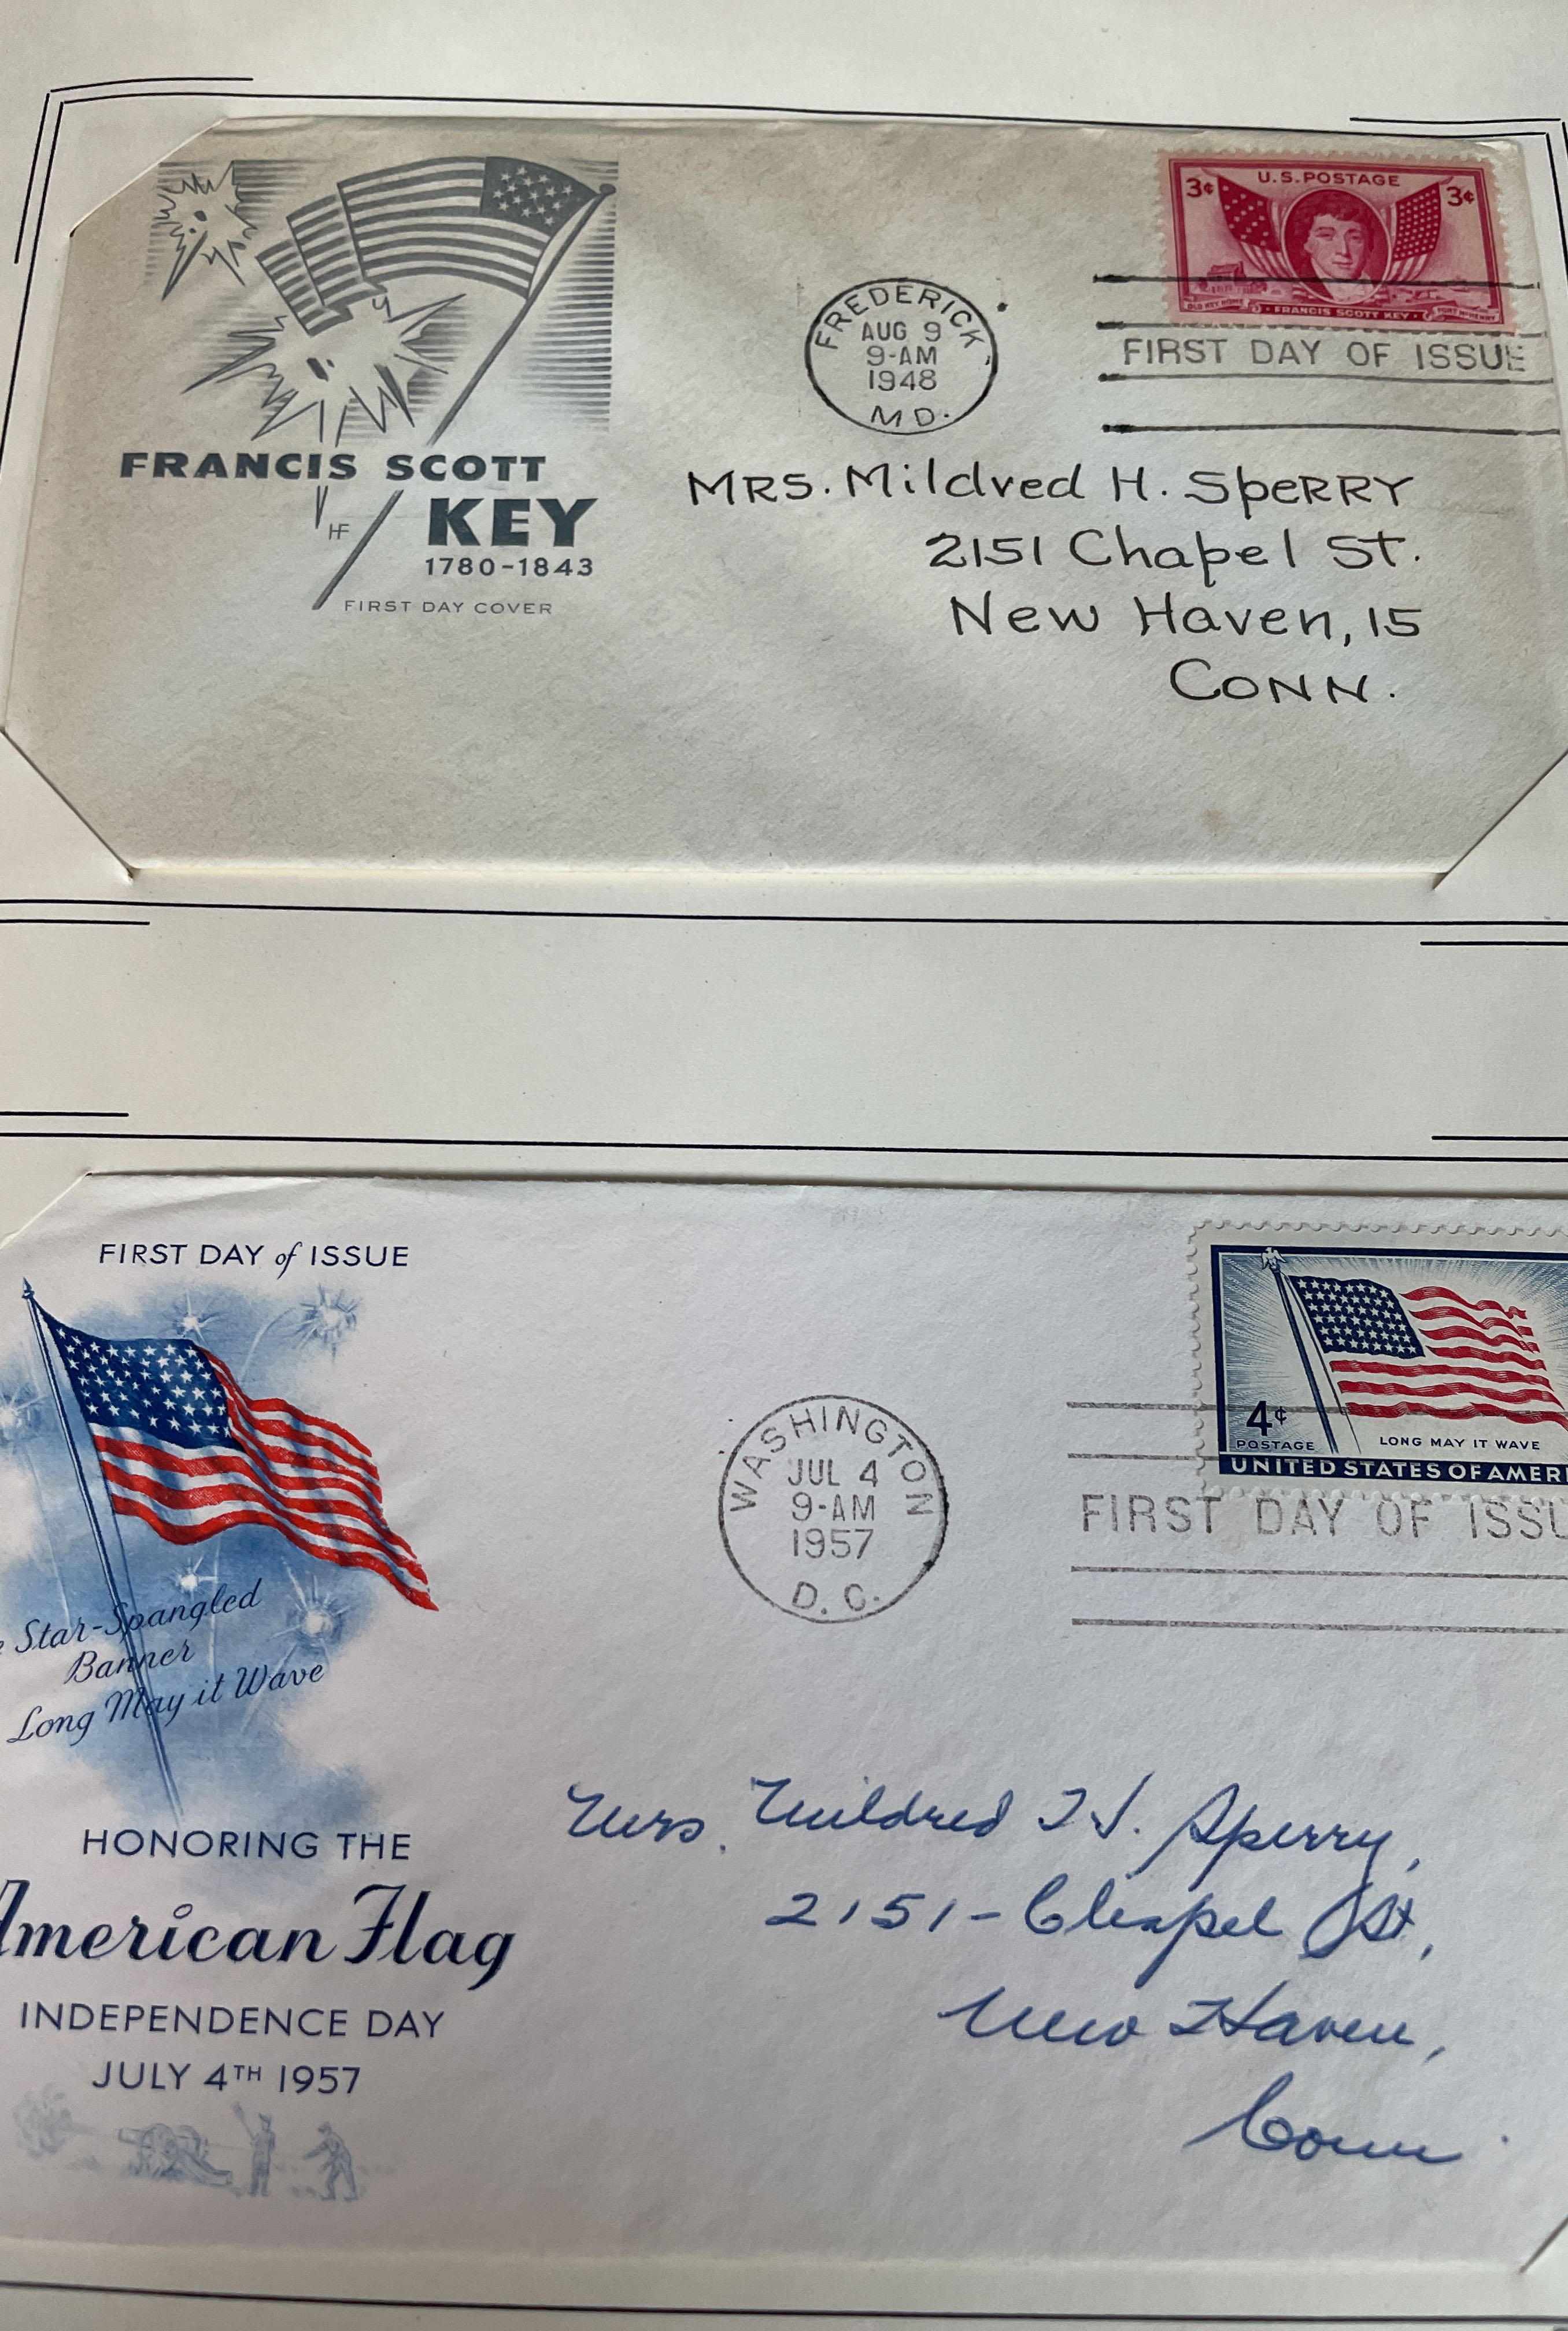 U.S. POSTAGE
3¢ 3¢
OLD KEY HOME · FRANCIS SCOTT KEY · FORT McHENRY
FREDERICK,
AUG 9
9-AM
1948
MD.
FIRST DAY OF ISSUE
FRANCIS SCOTT
KEY
HF
1780-1843
FIRST DAY COVER
MRS. Mildred H. SpeRRY
2151 Chapel ST.
New Haven, 15
CONN.
FIRST DAY of ISSUE
Star-Spangled
Banner
Long May it Wave
HONORING THE
American Flag
INDEPENDENCE DAY
JULY 4TH 1957
WASHINGTON
JUL 4
9-AM
1957
D. C.
4¢
POSTAGE
LONG MAY IT WAVE
UNITED STATES OF AMERI
FIRST DAY OF ISSU
Mrs. Mildred H. Sperry,
2151 - Chapel St,
New Haven,
Conn.